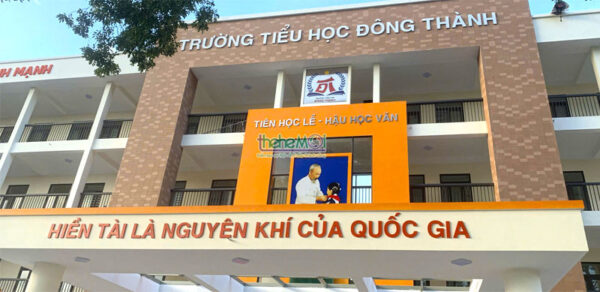 TRƯỜNG TIỂU HỌC ĐÔNG THÀNH
NH MẠNH
TIÊN HỌC LỄ - HẬU HỌC VĂN
thehemới
HIỀN TÀI LÀ NGUYÊN KHÍ CỦA QUỐC GIA